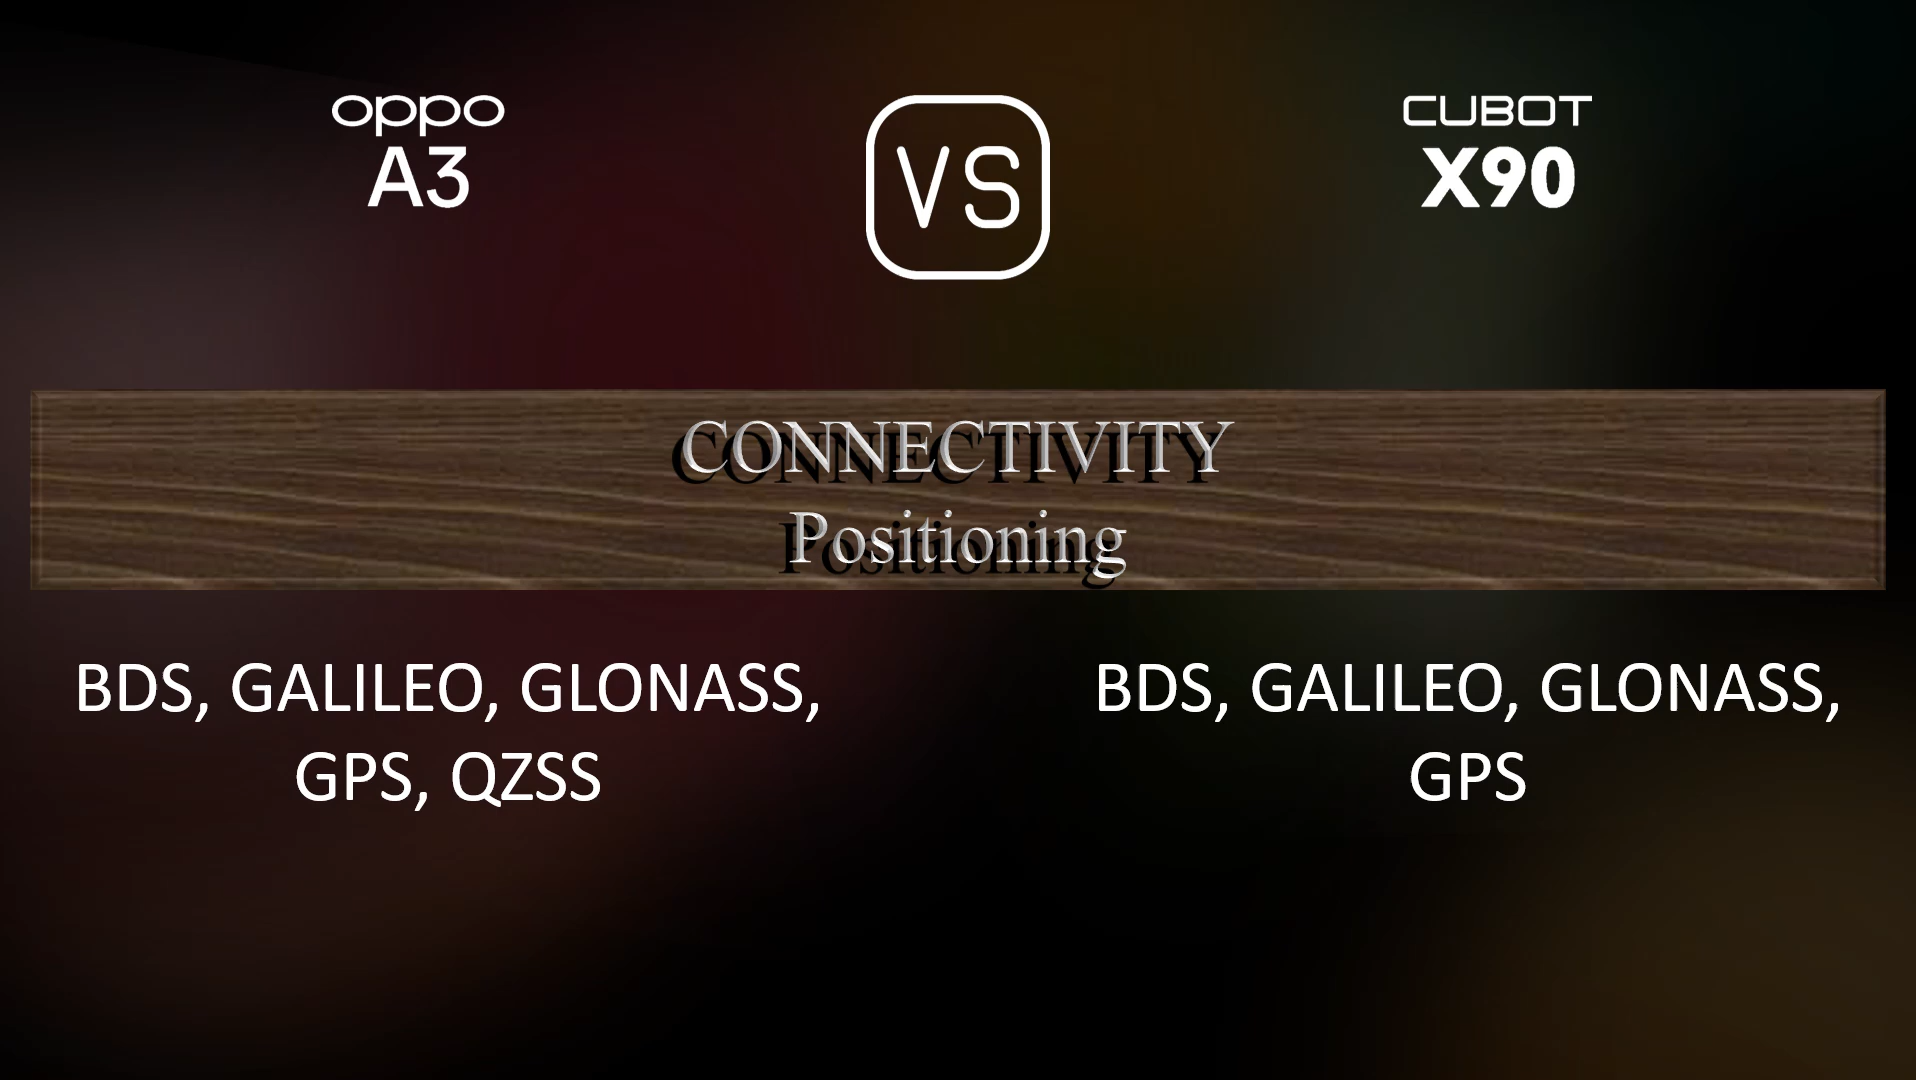 oppo
A3
VS
CUBOT
X90
CONNECTIVITY
Positioning
BDS, GALILEO, GLONASS,
GPS, QZSS
BDS, GALILEO, GLONASS,
GPS